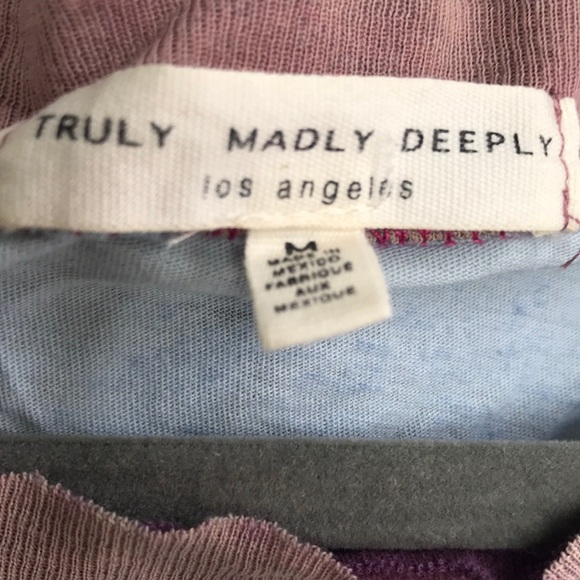 TRULY MADLY DEEPLY
los angeles
M
MADE IN
MEXICO
FABRIQUE
AUX
MEXIQUE